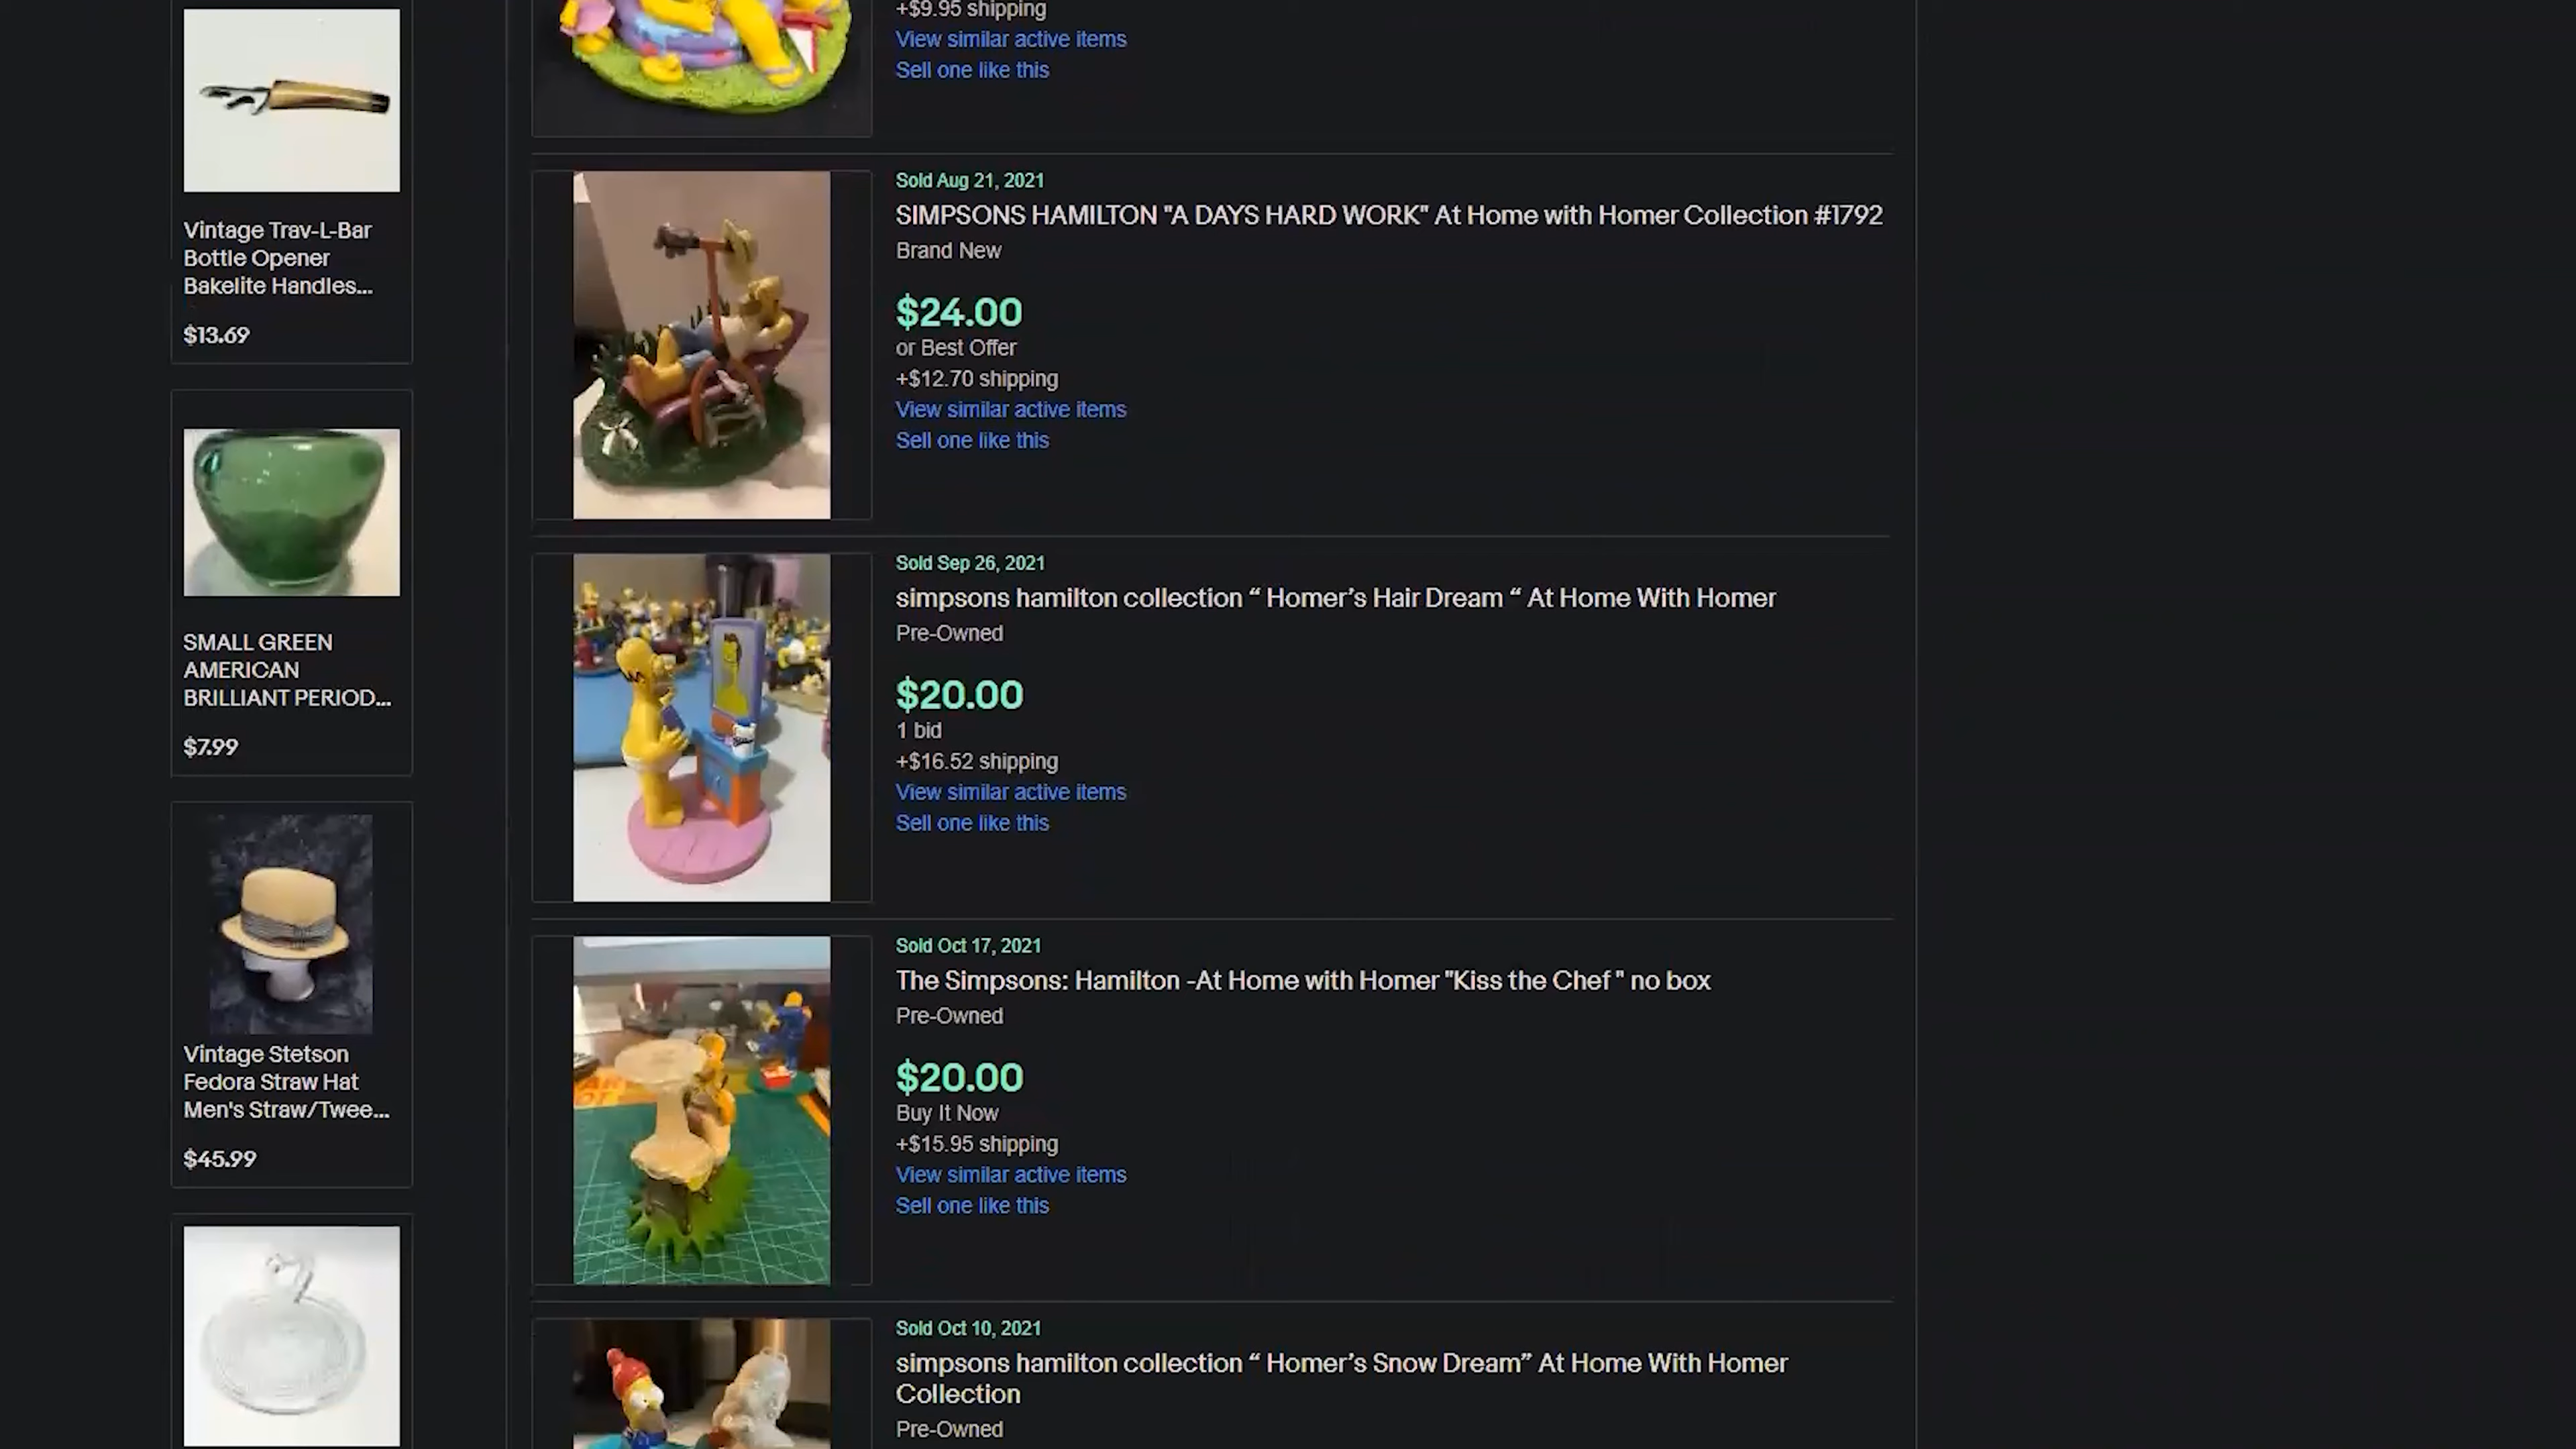 Vintage Trav-L-Bar
Bottle Opener
Bakelite Handles...
$13.69
SMALL GREEN
AMERICAN
BRILLIANT PERIOD...
$7.99
Vintage Stetson
Fedora Straw Hat
Men's Straw/Twee...
$45.99
+$9.95 shipping
View similar active items
Sell one like this
Sold Aug 21, 2021
SIMPSONS HAMILTON "A DAYS HARD WORK" At Home with Homer Collection #1792
Brand New
$24.00
or Best Offer
+$12.70 shipping
View similar active items
Sell one like this
Sold Sep 26, 2021
simpsons hamilton collection “ Homer’s Hair Dream “ At Home With Homer
Pre-Owned
$20.00
1 bid
+$16.52 shipping
View similar active items
Sell one like this
Sold Oct 17, 2021
The Simpsons: Hamilton -At Home with Homer "Kiss the Chef " no box
Pre-Owned
$20.00
Buy It Now
+$15.95 shipping
View similar active items
Sell one like this
Sold Oct 10, 2021
simpsons hamilton collection “ Homer’s Snow Dream” At Home With Homer
Collection
Pre-Owned